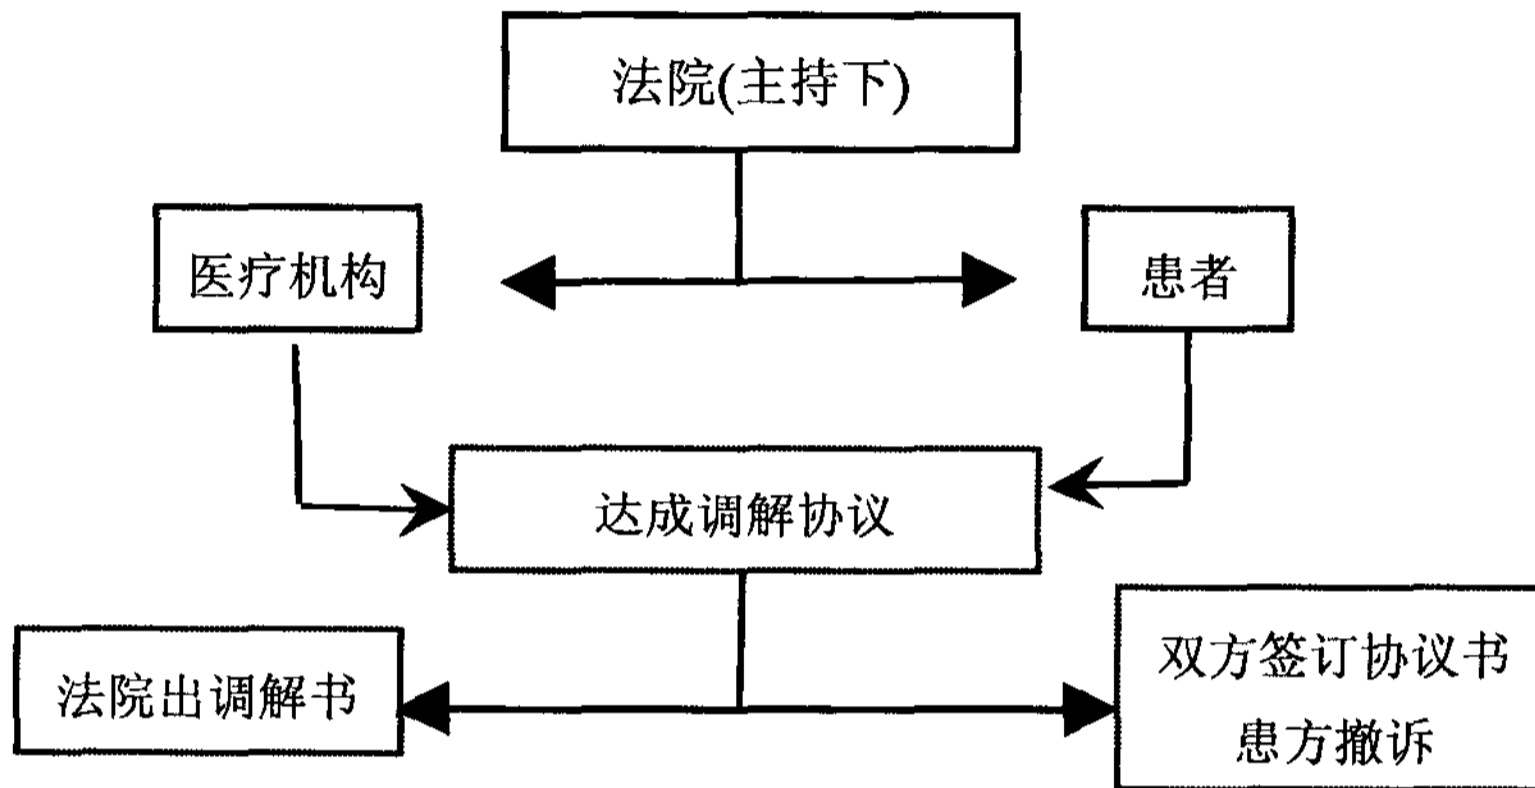 法院(主持下)
医疗机构
患者
达成调解协议
法院出调解书
双方签订协议书
患方撤诉